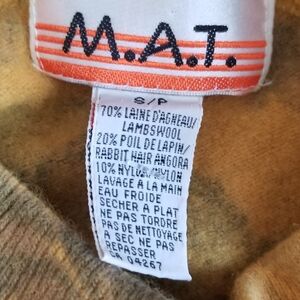 M.A.T.
S/P
70% LAINE D'AGNEAU/
LAMBSWOOL
20% POIL DE LAPIN/
RABBIT HAIR ANGORA
10% NYLON/NYLON
LAVAGE À LA MAIN
EAU FROIDE
SECHER A PLAT
NE PAS TORDRE
PAS DE NETTOYAGE
A SEC NE PAS
REPASSER
CA 04267